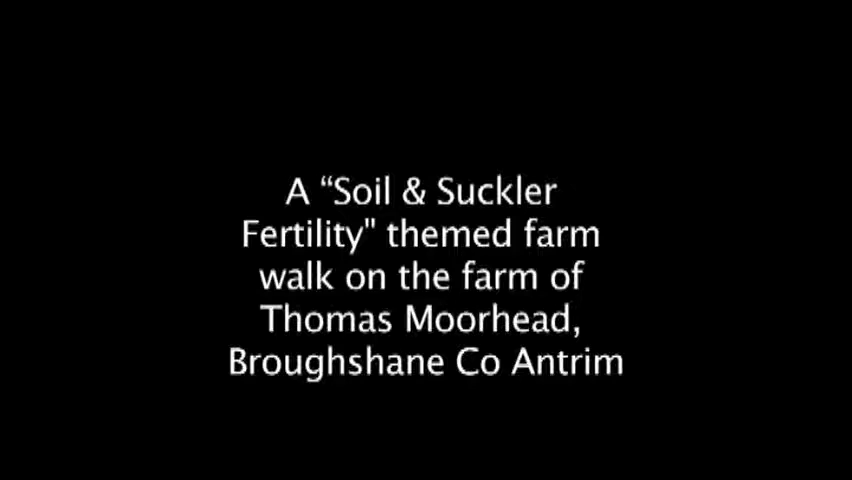 A “Soil & Suckler
Fertility" themed farm
walk on the farm of
Thomas Moorhead,
Broughshane Co Antrim